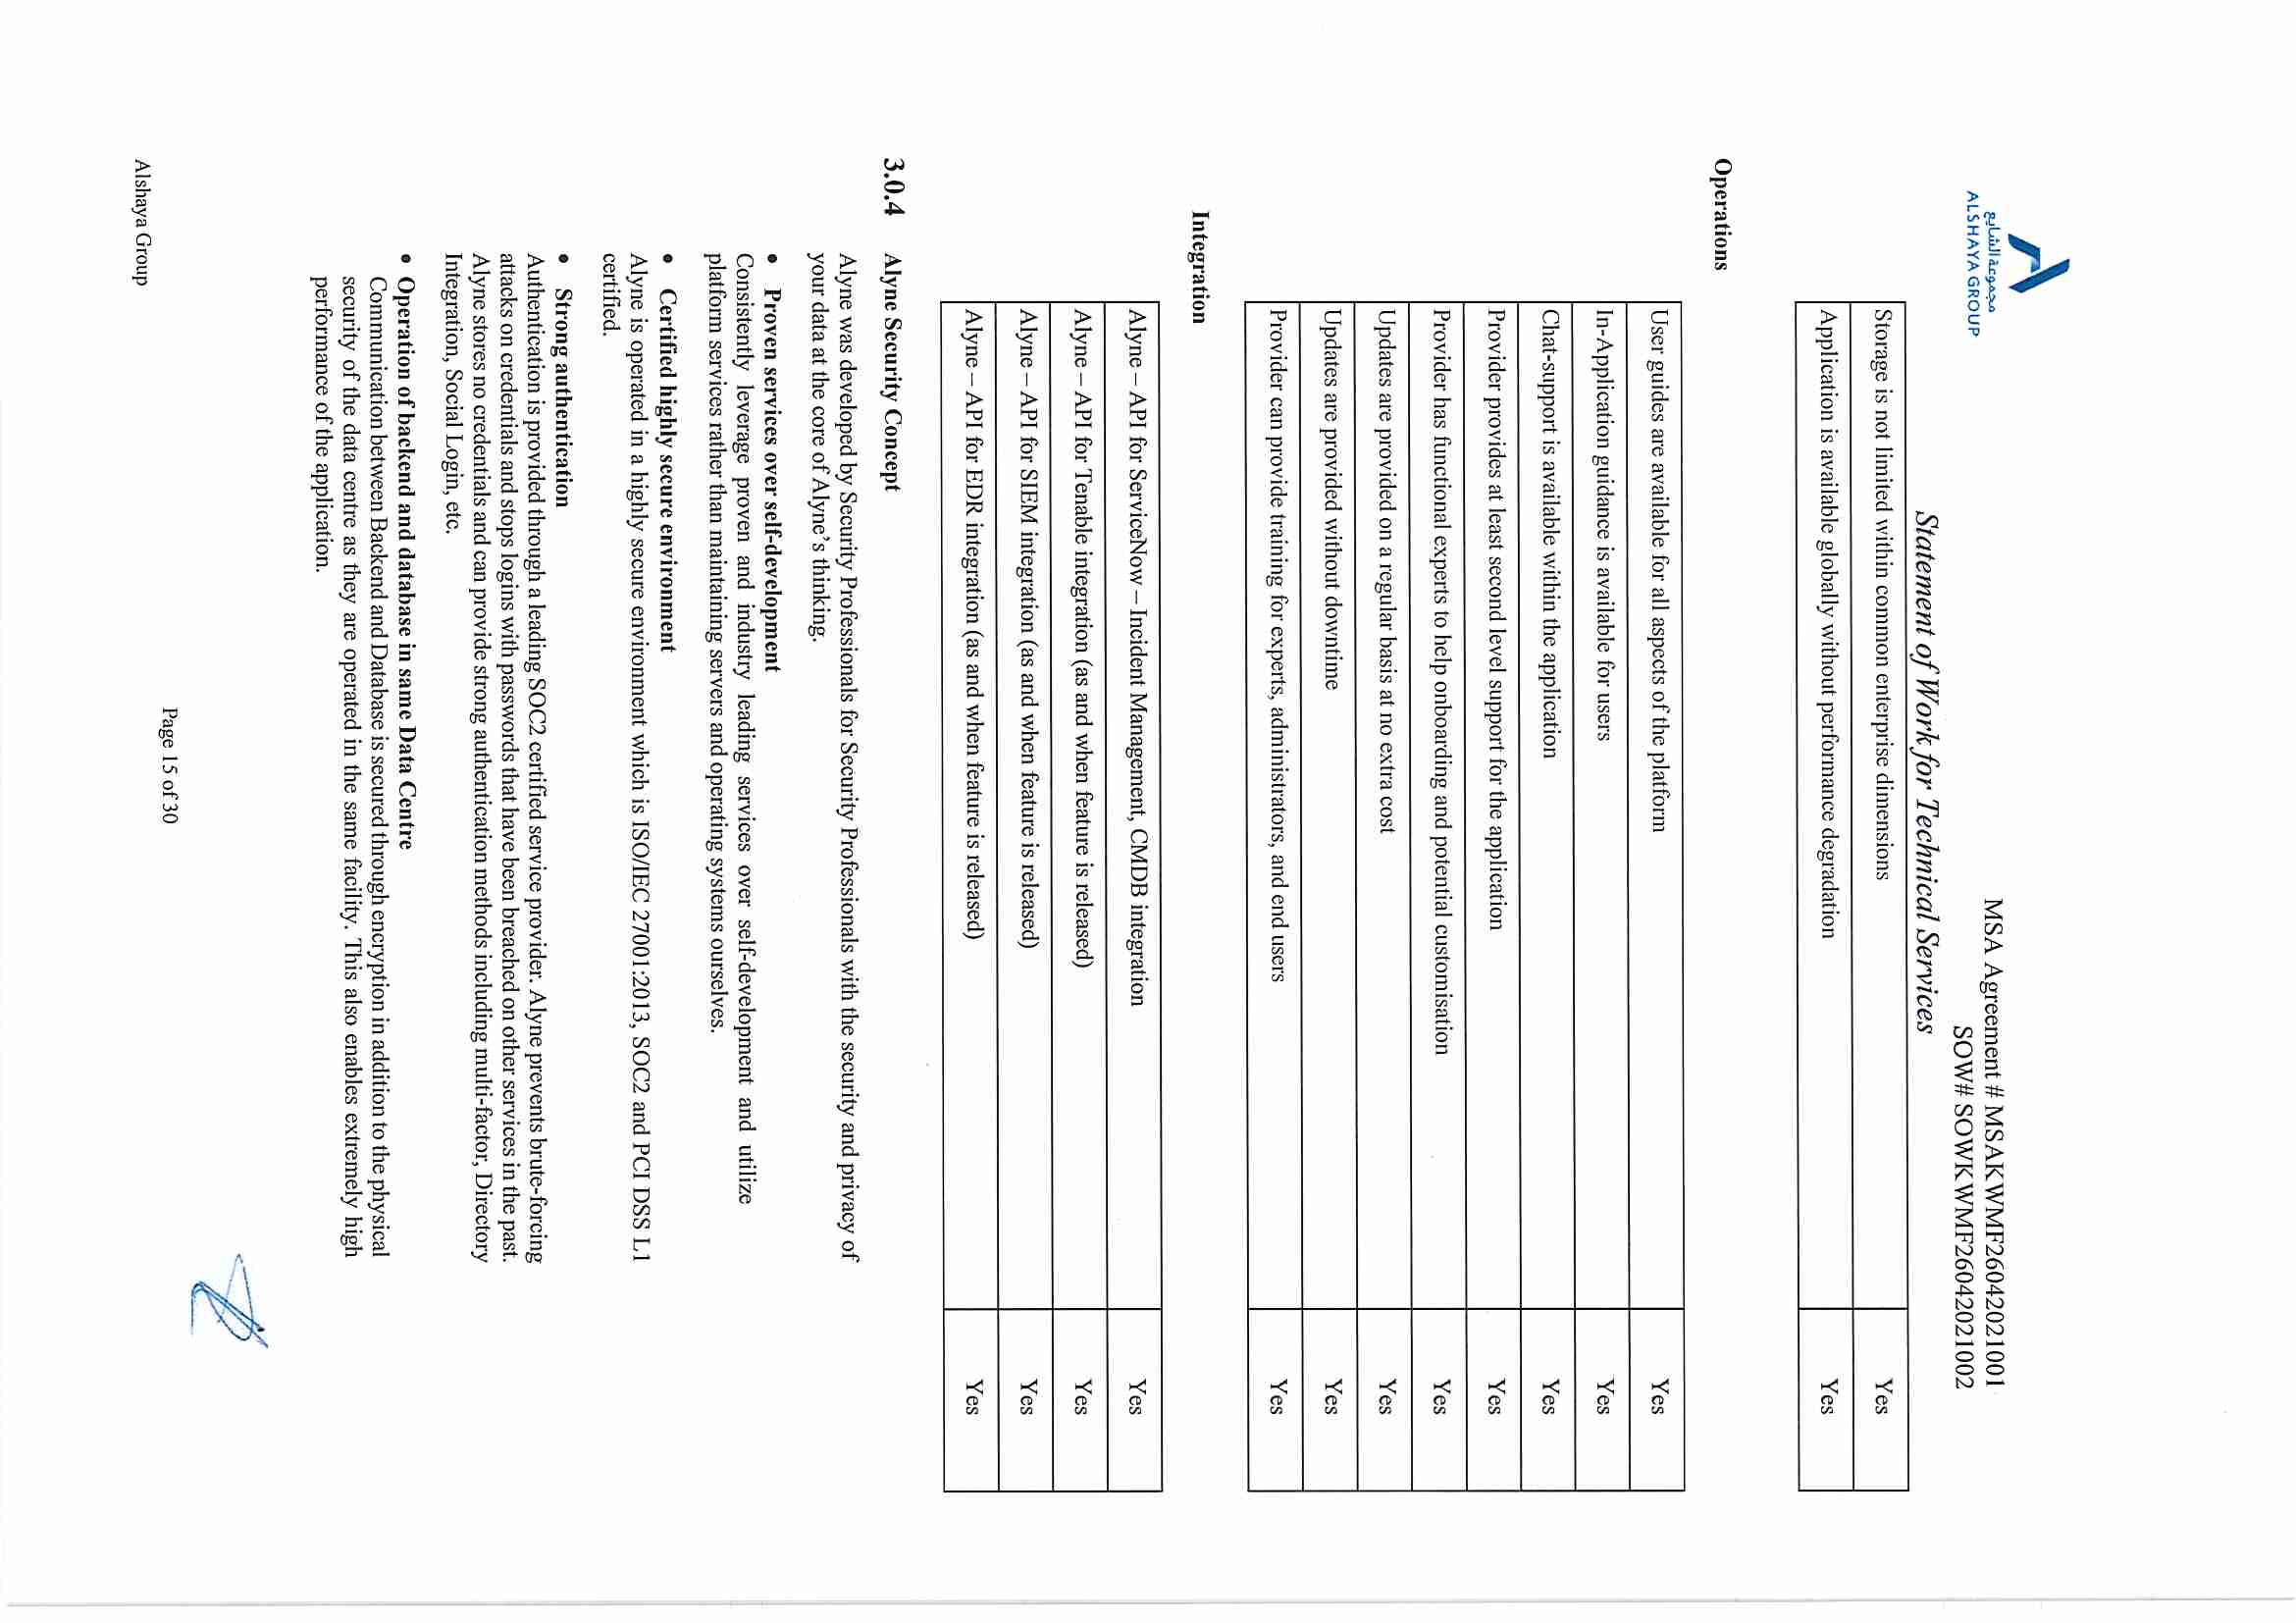 مجموعة الشايع
ALSHAYA GROUP
MSA Agreement # MSAKWMF26042021001
SOW# SOWKWMF26042021002
Statement of Work for Technical Services
Storage is not limited within common enterprise dimensions Yes
Application is available globally without performance degradation Yes
Operations
User guides are available for all aspects of the platform Yes
In-Application guidance is available for users Yes
Chat-support is available within the application Yes
Provider provides at least second level support for the application Yes
Provider has functional experts to help onboarding and potential customisation Yes
Updates are provided on a regular basis at no extra cost Yes
Updates are provided without downtime Yes
Provider can provide training for experts, administrators, and end users Yes
Integration
Alyne – API for ServiceNow – Incident Management, CMDB integration Yes
Alyne – API for Tenable integration (as and when feature is released) Yes
Alyne – API for SIEM integration (as and when feature is released) Yes
Alyne – API for EDR integration (as and when feature is released) Yes
3.0.4 Alyne Security Concept
Alyne was developed by Security Professionals for Security Professionals with the security and privacy of
your data at the core of Alyne's thinking.
• Proven services over self-development
Consistently leverage proven and industry leading services over self-development and utilize
platform services rather than maintaining servers and operating systems ourselves.
• Certified highly secure environment
Alyne is operated in a highly secure environment which is ISO/IEC 27001:2013, SOC2 and PCI DSS L1
certified.
• Strong authentication
Authentication is provided through a leading SOC2 certified service provider. Alyne prevents brute-forcing
attacks on credentials and stops logins with passwords that have been breached on other services in the past.
Alyne stores no credentials and can provide strong authentication methods including multi-factor, Directory
Integration, Social Login, etc.
• Operation of backend and database in same Data Centre
Communication between Backend and Database is secured through encryption in addition to the physical
security of the data centre as they are operated in the same facility. This also enables extremely high
performance of the application.
Page 15 of 30
Alshaya Group